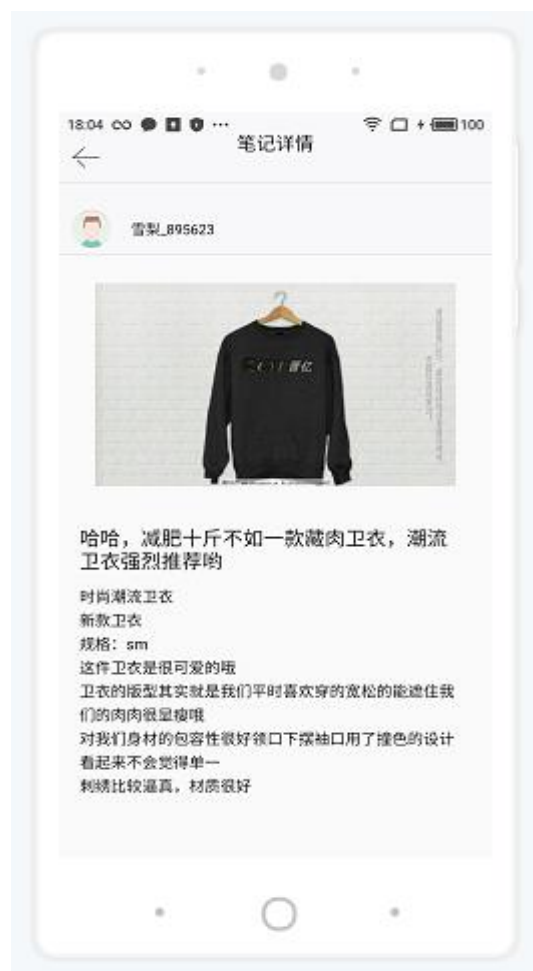 18:04
100
笔记详情
雪梨_895623
晋亿
哈哈，减肥十斤不如一款藏肉卫衣，潮流
卫衣强烈推荐哟
时尚潮流卫衣
新款卫衣
规格：sm
这件卫衣是很可爱的哦
卫衣的版型其实就是我们平时喜欢穿的宽松的能遮住我
们的肉肉很显瘦哦
对我们身材的包容性很好领口下摆袖口用了撞色的设计
看起来不会觉得单一
刺绣比较逼真，材质很好